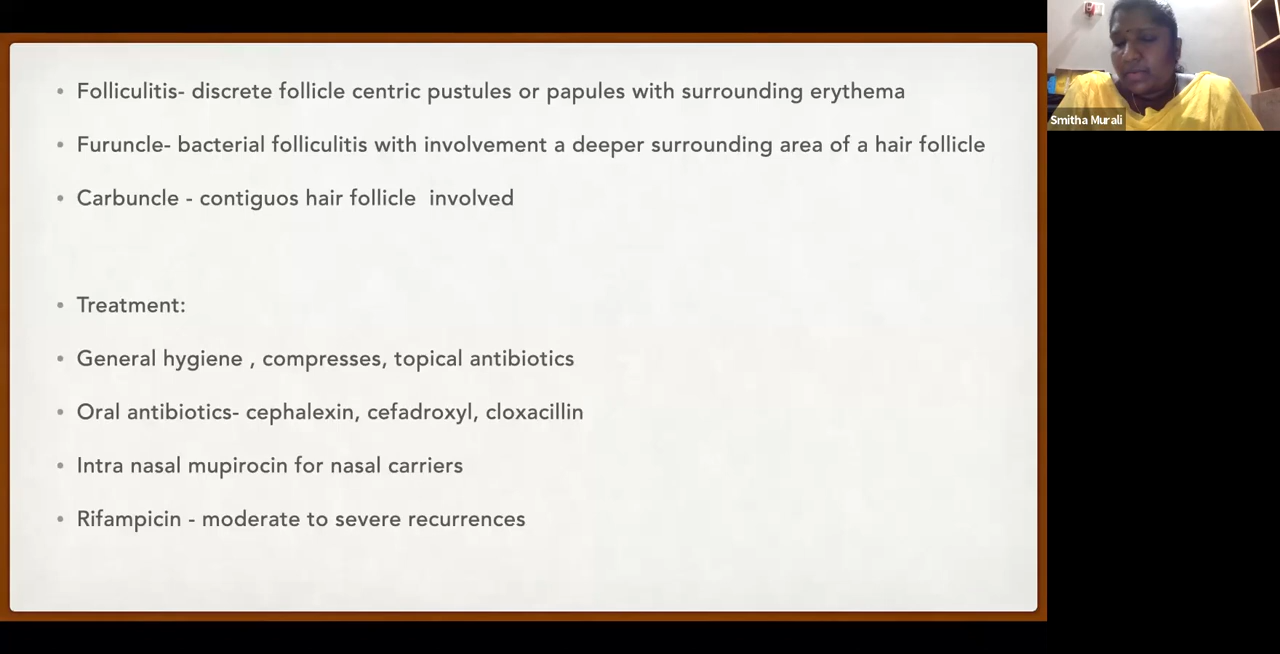 • Folliculitis- discrete follicle centric pustules or papules with surrounding erythema
• Furuncle- bacterial folliculitis with involvement a deeper surrounding area of a hair follicle
• Carbuncle - contiguos hair follicle  involved
• Treatment:
• General hygiene , compresses, topical antibiotics
• Oral antibiotics- cephalexin, cefadroxyl, cloxacillin
• Intra nasal mupirocin for nasal carriers
• Rifampicin - moderate to severe recurrences
Smitha Murali